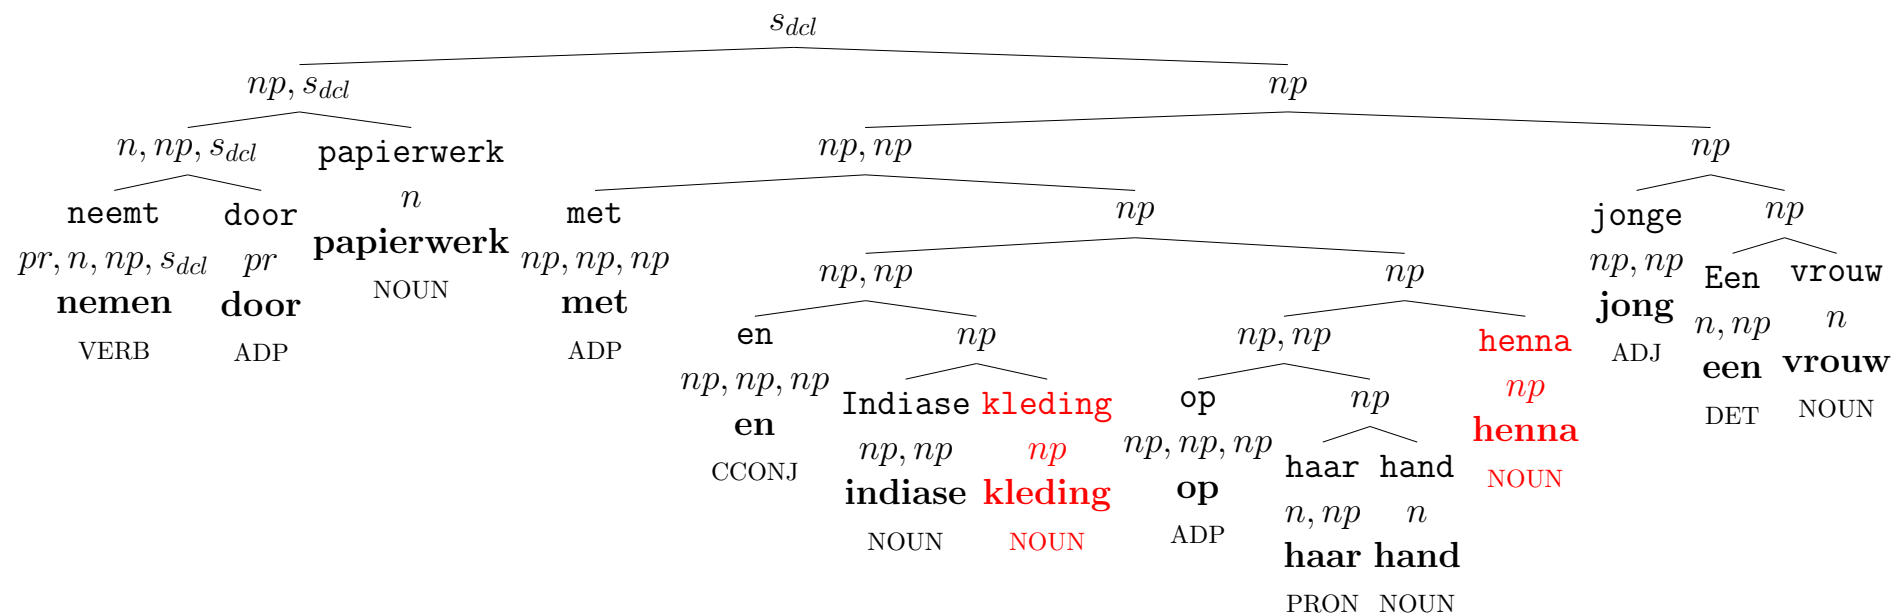 s_dcl
np, s_dcl np
n, np, s_dcl papierwerk np, np np
n
papierwerk
NOUN
neemt door met np jonge np
pr, n, np, s_dcl pr np, np, np np, np
nemen door met jong
VERB ADP ADP ADJ
np, np np Een vrouw
n, np n
een vrouw
DET NOUN
en np np, np henna
np, np, np np
en henna
CCONJ NOUN
Indiase kleding op np
np, np np np, np, np
indiase kleding op
NOUN NOUN ADP
haar hand
n, np n
haar hand
PRON NOUN